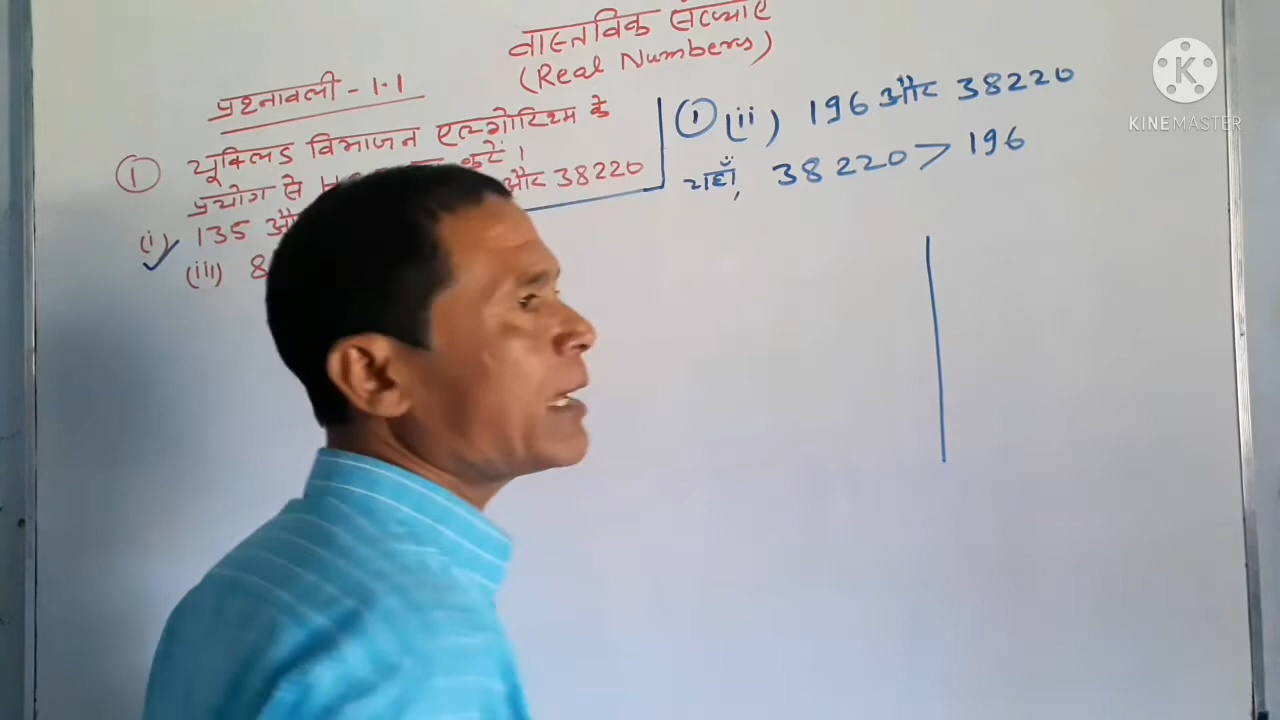 वास्तविक संख्याएँ
(Real Numbers)
प्रश्नावली - 1.1
① यूक्लिड विभाजन एल्गोरिथ्म के
प्रयोग से करें।
(i) 135 और 38220
(iii) 8
① (ii) 196 और 38220
यहाँ, 38220 > 196
K
KINEMASTER